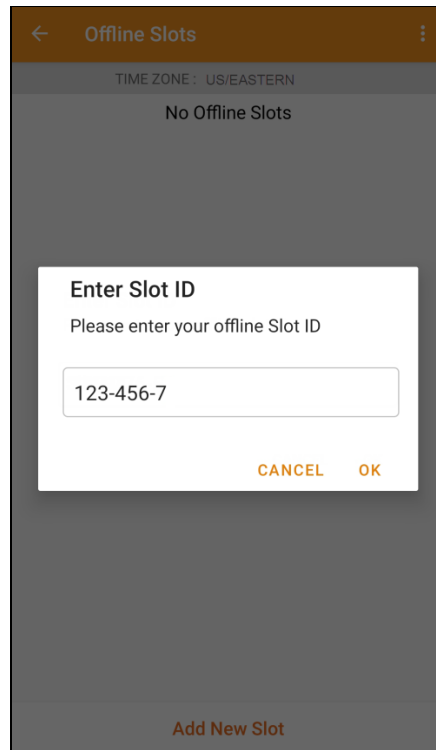 Offline Slots
TIME ZONE : US/EASTERN
No Offline Slots
Enter Slot ID
Please enter your offline Slot ID
123-456-7
CANCEL OK
Add New Slot